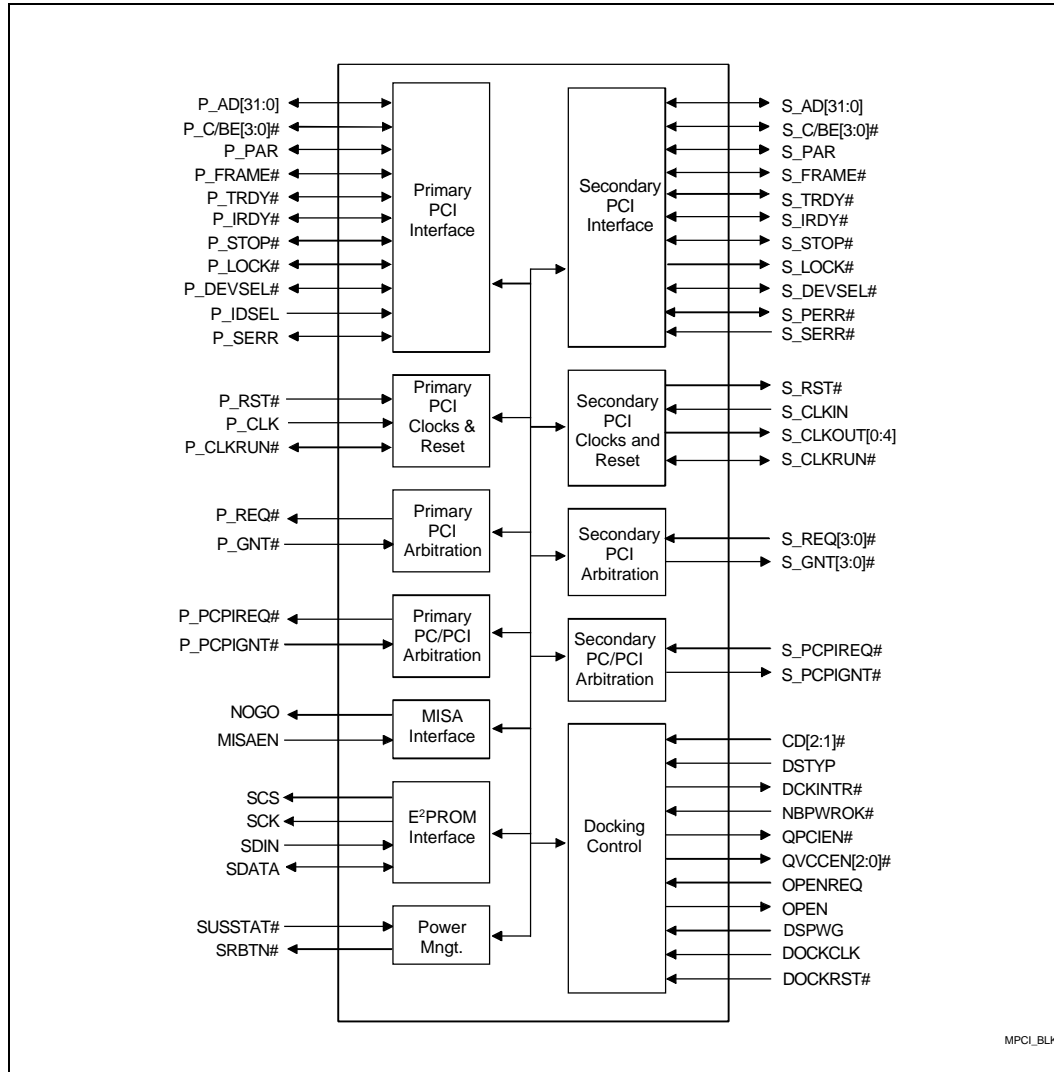 P_AD[31:0]
P_C/BE[3:0]#
P_PAR
P_FRAME#
P_TRDY#
P_IRDY#
P_STOP#
P_LOCK#
P_DEVSEL#
P_IDSEL
P_SERR
Primary
PCI
Interface
Secondary
PCI
Interface
S_AD[31:0]
S_C/BE[3:0]#
S_PAR
S_FRAME#
S_TRDY#
S_IRDY#
S_STOP#
S_LOCK#
S_DEVSEL#
S_PERR#
S_SERR#
P_RST#
P_CLK
P_CLKRUN#
Primary
PCI
Clocks &
Reset
Secondary
PCI
Clocks and
Reset
S_RST#
S_CLKIN
S_CLKOUT[0:4]
S_CLKRUN#
P_REQ#
P_GNT#
Primary
PCI
Arbitration
Secondary
PCI
Arbitration
S_REQ[3:0]#
S_GNT[3:0]#
P_PCPIREQ#
P_PCPIGNT#
Primary
PC/PCI
Arbitration
Secondary
PC/PCI
Arbitration
S_PCPIREQ#
S_PCPIGNT#
NOGO
MISAEN
MISA
Interface
SCS
SCK
SDIN
SDATA
E²PROM
Interface
SUSSTAT#
SRBTN#
Power
Mngt.
Docking
Control
CD[2:1]#
DSTYP
DCKINTR#
NBPWROK#
QPCIEN#
QVCCEN[2:0]#
OPENREQ
OPEN
DSPWG
DOCKCLK
DOCKRST#
MPCI_BLK